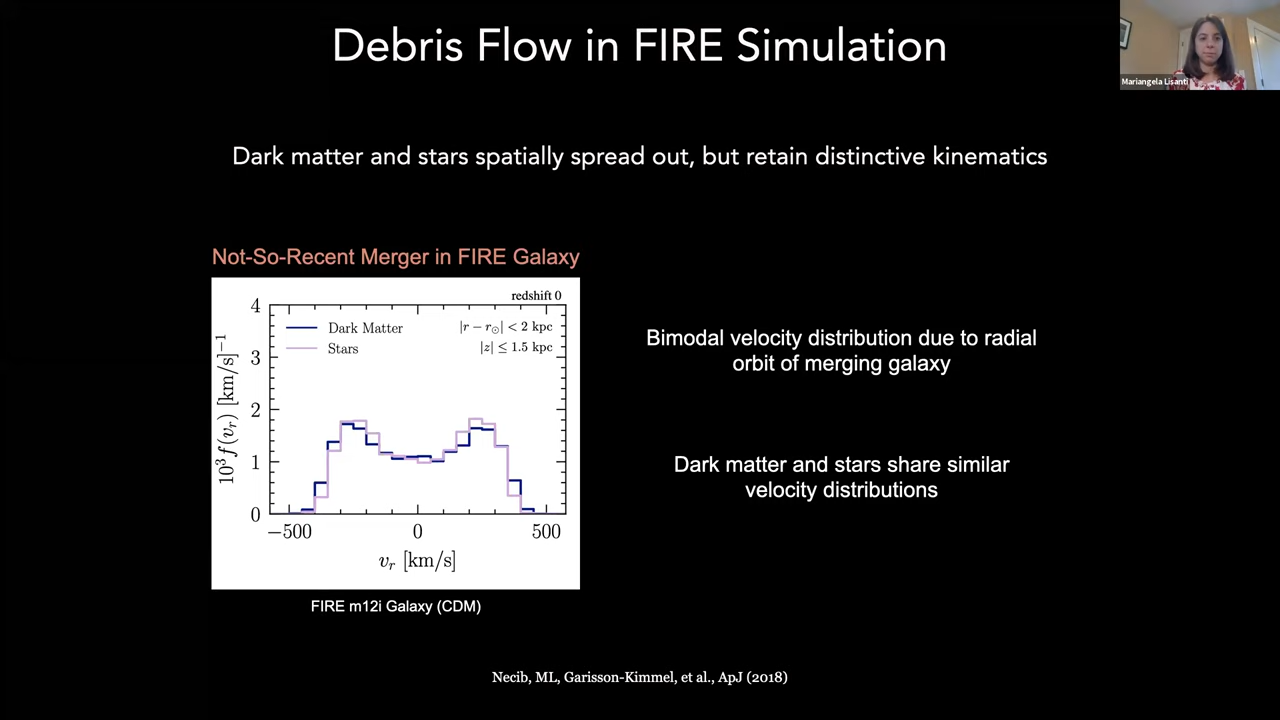 Debris Flow in FIRE Simulation
Mariangela Lisanti
Dark matter and stars spatially spread out, but retain distinctive kinematics
Not-So-Recent Merger in FIRE Galaxy
redshift 0
Dark Matter
Stars
|r − r☉| < 2 kpc
|z| ≤ 1.5 kpc
10³ f(vᵣ) [km/s]⁻¹
4
3
2
1
0
−500
0
500
vᵣ [km/s]
FIRE m12i Galaxy (CDM)
Bimodal velocity distribution due to radial
orbit of merging galaxy
Dark matter and stars share similar
velocity distributions
Necib, ML, Garisson-Kimmel, et al., ApJ (2018)